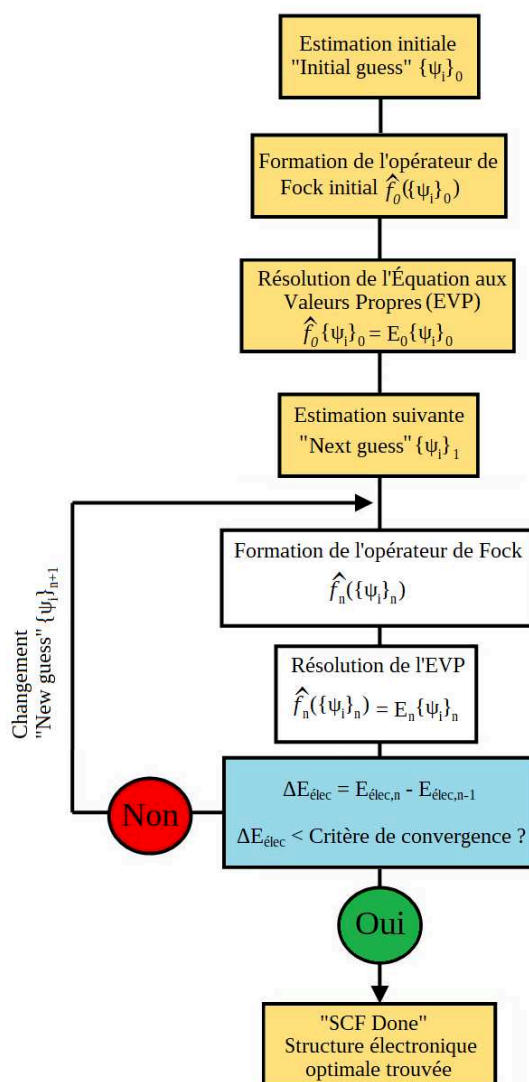 Estimation initiale
"Initial guess" {ψi}0
Formation de l'opérateur de
Fock initial f̂0({ψi}0)
Résolution de l'Équation aux
Valeurs Propres (EVP)
f̂0{ψi}0 = E0{ψi}0
Estimation suivante
"Next guess" {ψi}1
Changement
"New guess" {ψi}n+1
Formation de l'opérateur de Fock
f̂n({ψi}n)
Résolution de l'EVP
f̂n({ψi}n) = En{ψi}n
ΔEélec = Eélec,n - Eélec,n-1
ΔEélec < Critère de convergence ?
Non
Oui
"SCF Done"
Structure électronique
optimale trouvée